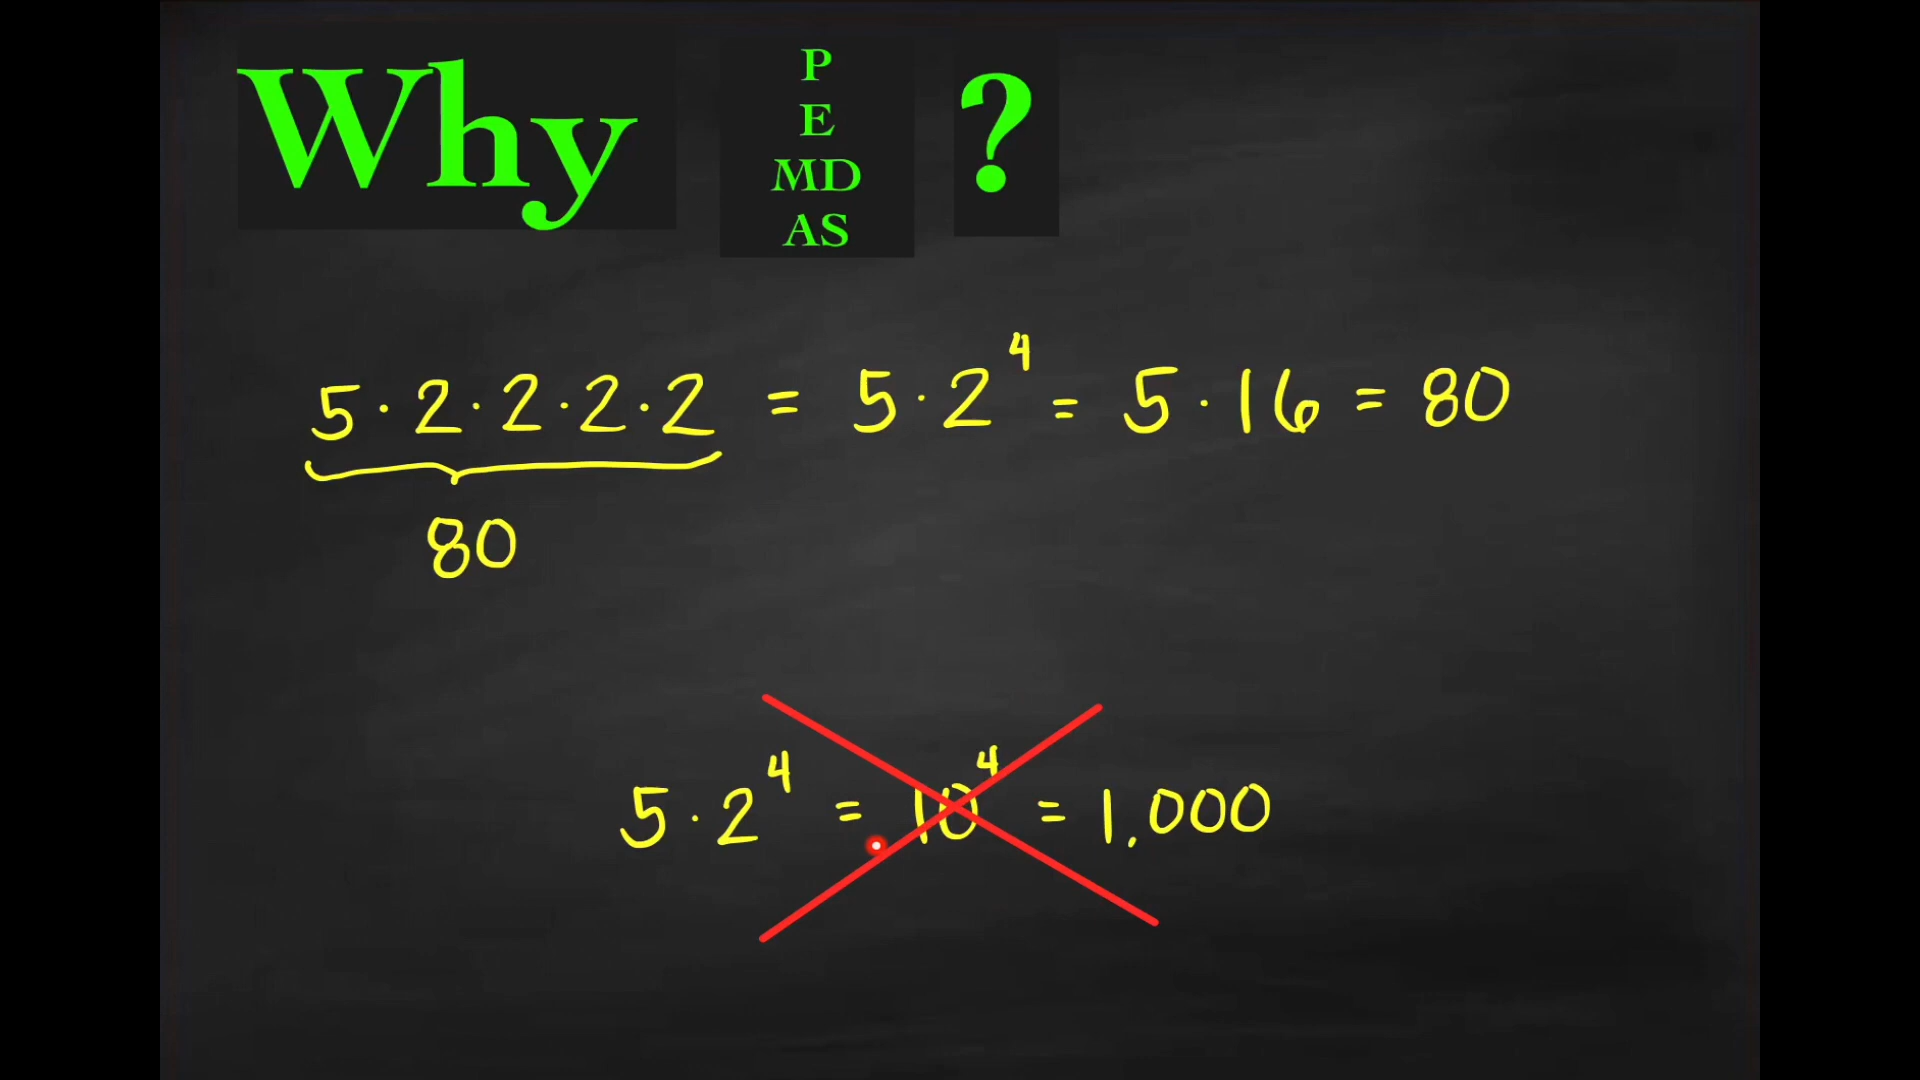 Why
P
E
MD
AS
?
5 · 2 · 2 · 2 · 2 = 5 · 2⁴ = 5 · 16 = 80
80
5 · 2⁴ = 10⁴ = 1,000